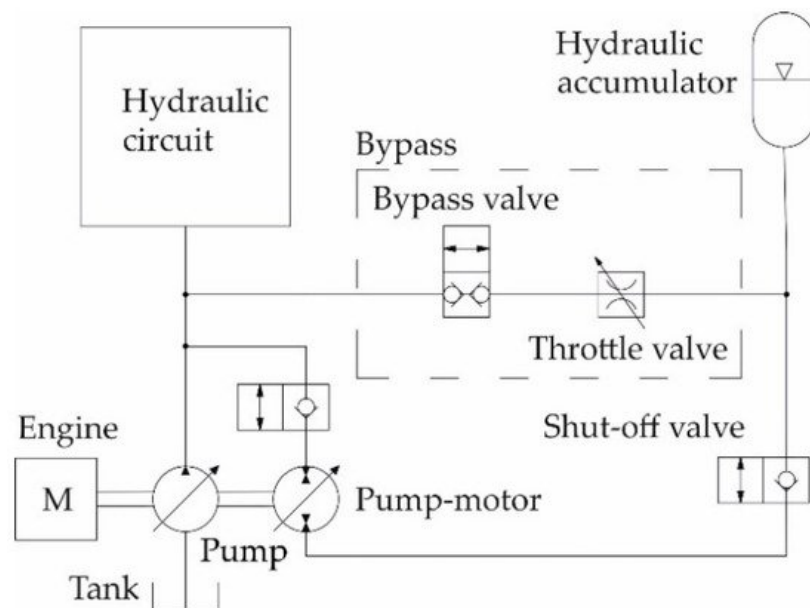 Hydraulic
circuit
Hydraulic
accumulator
Bypass
Bypass valve
Throttle valve
Engine
M
Shut-off valve
Pump-motor
Pump
Tank